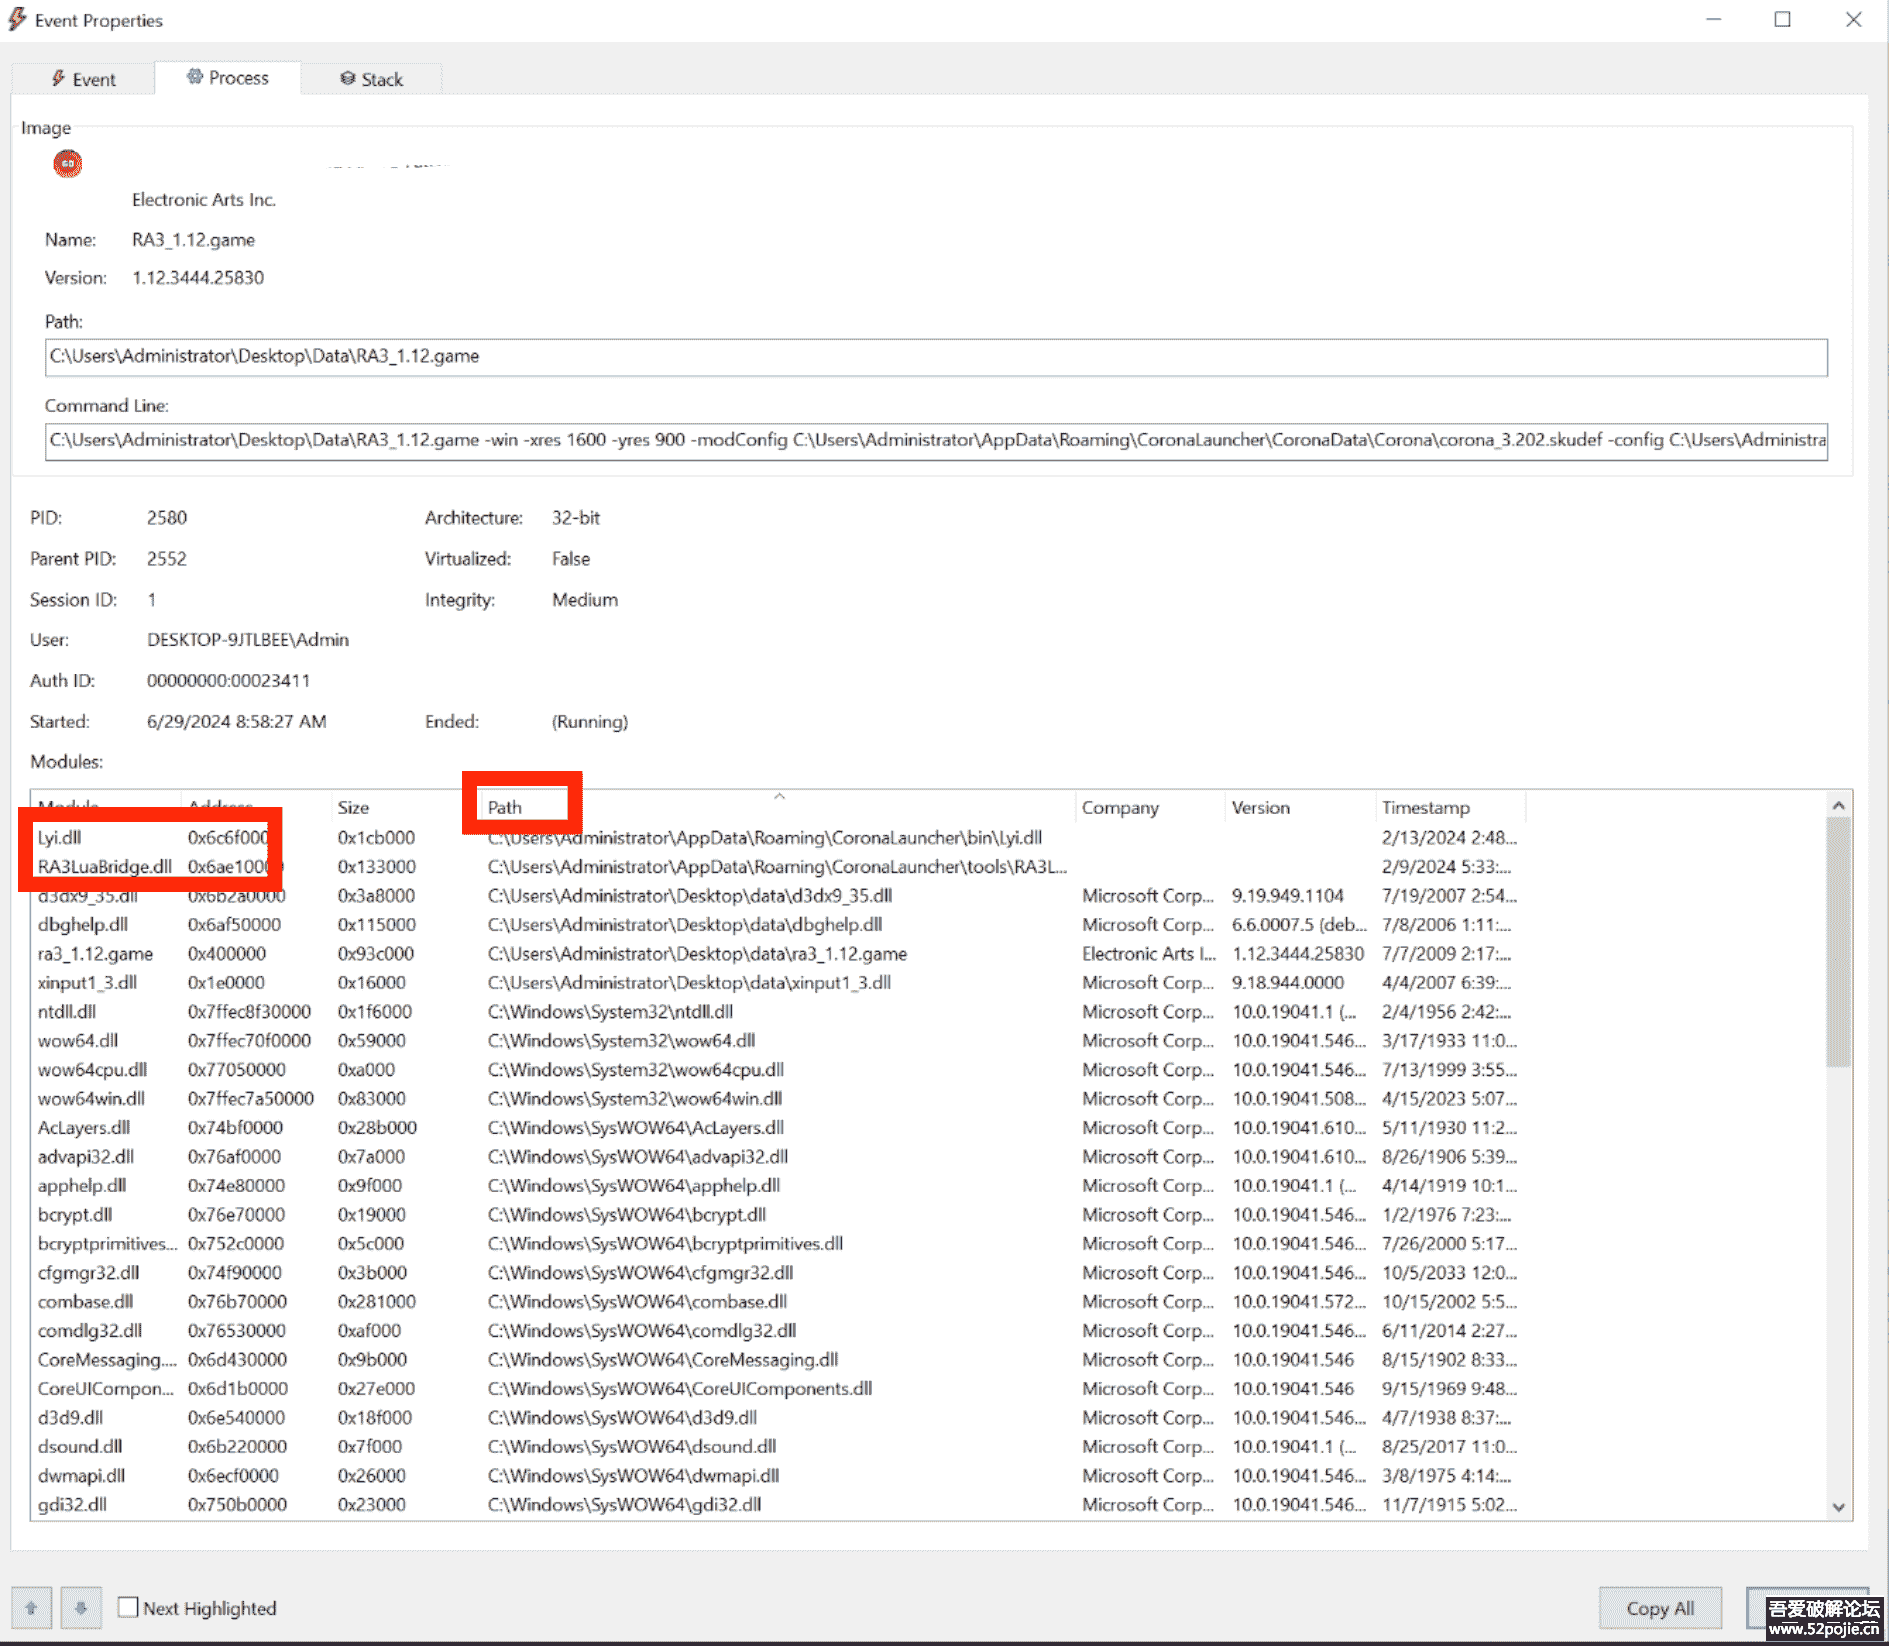 Event Properties
Event Process Stack
Image
Electronic Arts Inc.
Name: RA3_1.12.game
Version: 1.12.3444.25830
Path:
C:\Users\Administrator\Desktop\Data\RA3_1.12.game
Command Line:
C:\Users\Administrator\Desktop\Data\RA3_1.12.game -win -xres 1600 -yres 900 -modConfig C:\Users\Administrator\AppData\Roaming\CoronaLauncher\CoronaData\Corona\corona_3.202.skudef -config C:\Users\Administra
PID: 2580 Architecture: 32-bit
Parent PID: 2552 Virtualized: False
Session ID: 1 Integrity: Medium
User: DESKTOP-9JTLBEE\Admin
Auth ID: 00000000:00023411
Started: 6/29/2024 8:58:27 AM Ended: (Running)
Modules:
Module Address Size Path Company Version Timestamp
Lyi.dll 0x6c6f000 0x1cb000 C:\Users\Administrator\AppData\Roaming\CoronaLauncher\bin\Lyi.dll 2/13/2024 2:48...
RA3LuaBridge.dll 0x6ae10000 0x133000 C:\Users\Administrator\AppData\Roaming\CoronaLauncher\tools\RA3L... 2/9/2024 5:33:...
d3dx9_35.dll 0x6b2a0000 0x3a8000 C:\Users\Administrator\Desktop\data\d3dx9_35.dll Microsoft Corp... 9.19.949.1104 7/19/2007 2:54...
dbghelp.dll 0x6af50000 0x115000 C:\Users\Administrator\Desktop\data\dbghelp.dll Microsoft Corp... 6.6.0007.5 (deb... 7/8/2006 1:11:...
ra3_1.12.game 0x400000 0x93c000 C:\Users\Administrator\Desktop\data\ra3_1.12.game Electronic Arts I... 1.12.3444.25830 7/7/2009 2:17:...
xinput1_3.dll 0x1e0000 0x16000 C:\Users\Administrator\Desktop\data\xinput1_3.dll Microsoft Corp... 9.18.944.0000 4/4/2007 6:39:...
ntdll.dll 0x7ffec8f30000 0x1f6000 C:\Windows\System32\ntdll.dll Microsoft Corp... 10.0.19041.1 (... 2/4/1956 2:42:...
wow64.dll 0x7ffec70f0000 0x59000 C:\Windows\System32\wow64.dll Microsoft Corp... 10.0.19041.546... 3/17/1933 11:0...
wow64cpu.dll 0x77050000 0xa000 C:\Windows\System32\wow64cpu.dll Microsoft Corp... 10.0.19041.546... 7/13/1999 3:55...
wow64win.dll 0x7ffec7a50000 0x83000 C:\Windows\System32\wow64win.dll Microsoft Corp... 10.0.19041.508... 4/15/2023 5:07...
AcLayers.dll 0x74bf0000 0x28b000 C:\Windows\SysWOW64\AcLayers.dll Microsoft Corp... 10.0.19041.610... 5/11/1930 11:2...
advapi32.dll 0x76af0000 0x7a000 C:\Windows\SysWOW64\advapi32.dll Microsoft Corp... 10.0.19041.610... 8/26/1906 5:39...
apphelp.dll 0x74e80000 0x9f000 C:\Windows\SysWOW64\apphelp.dll Microsoft Corp... 10.0.19041.1 (... 4/14/1919 10:1...
bcrypt.dll 0x76e70000 0x19000 C:\Windows\SysWOW64\bcrypt.dll Microsoft Corp... 10.0.19041.546... 1/2/1976 7:23:...
bcryptprimitives... 0x752c0000 0x5c000 C:\Windows\SysWOW64\bcryptprimitives.dll Microsoft Corp... 10.0.19041.546... 7/26/2000 5:17...
cfgmgr32.dll 0x74f90000 0x3b000 C:\Windows\SysWOW64\cfgmgr32.dll Microsoft Corp... 10.0.19041.546... 10/5/2033 12:0...
combase.dll 0x76b70000 0x281000 C:\Windows\SysWOW64\combase.dll Microsoft Corp... 10.0.19041.572... 10/15/2002 5:5...
comdlg32.dll 0x76530000 0xaf000 C:\Windows\SysWOW64\comdlg32.dll Microsoft Corp... 10.0.19041.546... 6/11/2014 2:27...
CoreMessaging.... 0x6d430000 0x9b000 C:\Windows\SysWOW64\CoreMessaging.dll Microsoft Corp... 10.0.19041.546 8/15/1902 8:33...
CoreUICompon... 0x6d1b0000 0x27e000 C:\Windows\SysWOW64\CoreUIComponents.dll Microsoft Corp... 10.0.19041.546 9/15/1969 9:48...
d3d9.dll 0x6e540000 0x18f000 C:\Windows\SysWOW64\d3d9.dll Microsoft Corp... 10.0.19041.546... 4/7/1938 8:37:...
dsound.dll 0x6b220000 0x7f000 C:\Windows\SysWOW64\dsound.dll Microsoft Corp... 10.0.19041.1 (... 8/25/2017 11:0...
dwmapi.dll 0x6ecf0000 0x26000 C:\Windows\SysWOW64\dwmapi.dll Microsoft Corp... 10.0.19041.546... 3/8/1975 4:14:...
gdi32.dll 0x750b0000 0x23000 C:\Windows\SysWOW64\gdi32.dll Microsoft Corp... 10.0.19041.546... 11/7/1915 5:02...
Next Highlighted Copy All
吾爱破解论坛
www.52pojie.cn